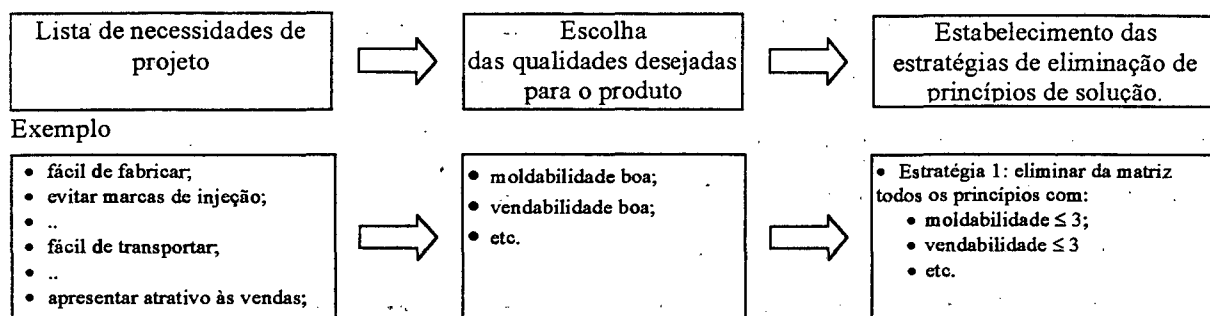 Lista de necessidades de
projeto
Escolha
das qualidades desejadas
para o produto
Estabelecimento das
estratégias de eliminação de
princípios de solução.
Exemplo
• fácil de fabricar;
• evitar marcas de injeção;
• ..
• fácil de transportar;
• ..
• apresentar atrativo às vendas;
• moldabilidade boa;
• vendabilidade boa;
• etc.
• Estratégia 1: eliminar da matriz
todos os princípios com:
• moldabilidade ≤ 3;
• vendabilidade ≤ 3
• etc.